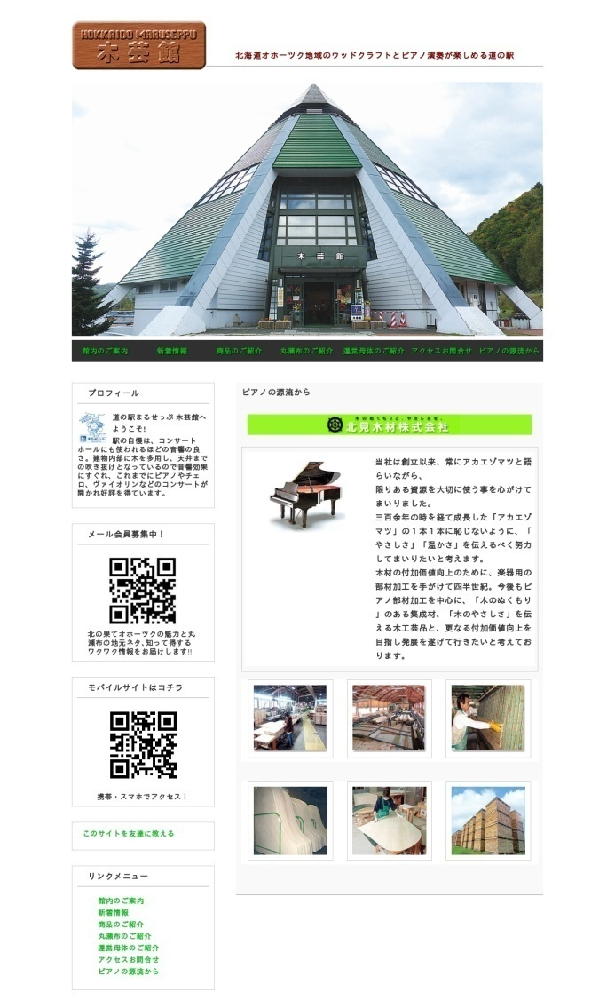 HOKKAIDO MARUSEPPU
木芸館
北海道オホーツク地域のウッドクラフトとピアノ演奏が楽しめる道の駅
木芸館
館内のご案内 新着情報 商品のご紹介 丸瀬布のご紹介 運営母体のご紹介 アクセスお問合せ ピアノの源流から
プロフィール
道の駅まるせっぷ 木芸館へ
ようこそ!
駅の自慢は、コンサート
ホールにも使われるほどの音響の良
さ。建物内部に木を多用し、天井まで
の吹き抜けとなっているので音響効果
にすぐれ、これまでにピアノやチェ
ロ、ヴァイオリンなどのコンサートが
開かれ好評を得ています。
メール会員募集中！
北の果てオホーツクの魅力と丸
瀬布の地元ネタ､知って得する
ワクワク情報をお届けします!!
モバイルサイトはコチラ
携帯・スマホでアクセス！
このサイトを友達に教える
リンクメニュー
館内のご案内
新着情報
商品のご紹介
丸瀬布のご紹介
運営母体のご紹介
アクセスお問合せ
ピアノの源流から
ピアノの源流から
木のぬくもりと、やさしさを。
北見木材株式会社
当社は創立以来、常にアカエゾマツと語
らいながら、
限りある資源を大切に使う事を心がけて
まいりました。
三百余年の時を経て成長した「アカエゾ
マツ」の１本１本に恥じないように、「
やさしさ」「温かさ」を伝えるべく努力
してまいりたいと考えます。
木材の付加価値向上のために、楽器用の
部材加工を手がけて四半世紀。今後もピ
アノ部材加工を中心に、「木のぬくもり
」のある集成材、「木のやさしさ」を伝
える木工芸品と、更なる付加価値向上を
目指し発展を遂げて行きたいと考えてお
ります。